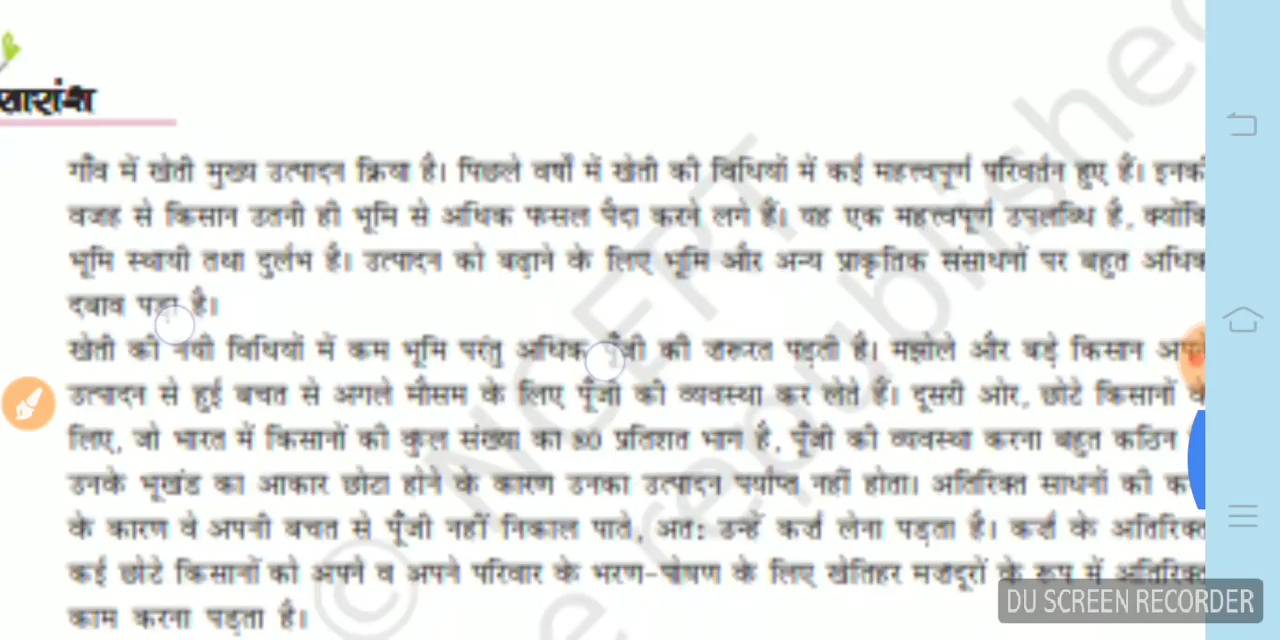 सारांश
गाँव में खेती मुख्य उत्पादन क्रिया है। पिछले वर्षों में खेती की विधियों में कई महत्त्वपूर्ण परिवर्तन हुए हैं। इनकी
वजह से किसान उतनी ही भूमि से अधिक फसल पैदा करने लगे हैं। यह एक महत्त्वपूर्ण उपलब्धि है, क्योंकि
भूमि स्थायी तथा दुर्लभ है। उत्पादन को बढ़ाने के लिए भूमि और अन्य प्राकृतिक संसाधनों पर बहुत अधिक
दबाव पड़ा है।
खेती की नयी विधियों में कम भूमि परंतु अधिक पूँजी की ज़रूरत पड़ती है। मझोले और बड़े किसान अपने
उत्पादन से हुई बचत से अगले मौसम के लिए पूँजी की व्यवस्था कर लेते हैं। दूसरी ओर, छोटे किसानों के
लिए, जो भारत में किसानों की कुल संख्या का 80 प्रतिशत भाग है, पूँजी की व्यवस्था करना बहुत कठिन
उनके भूखंड का आकार छोटा होने के कारण उनका उत्पादन पर्याप्त नहीं होता। अतिरिक्त साधनों की
के कारण वे अपनी बचत से पूँजी नहीं निकाल पाते, अतः उन्हें कर्ज़ लेना पड़ता है। कर्ज़ के अतिरिक्त
कई छोटे किसानों को अपने व अपने परिवार के भरण-पोषण के लिए खेतिहर मज़दूरों के रूप में अतिरिक्त
काम करना पड़ता है।
© NCERT
republished
DU SCREEN RECORDER